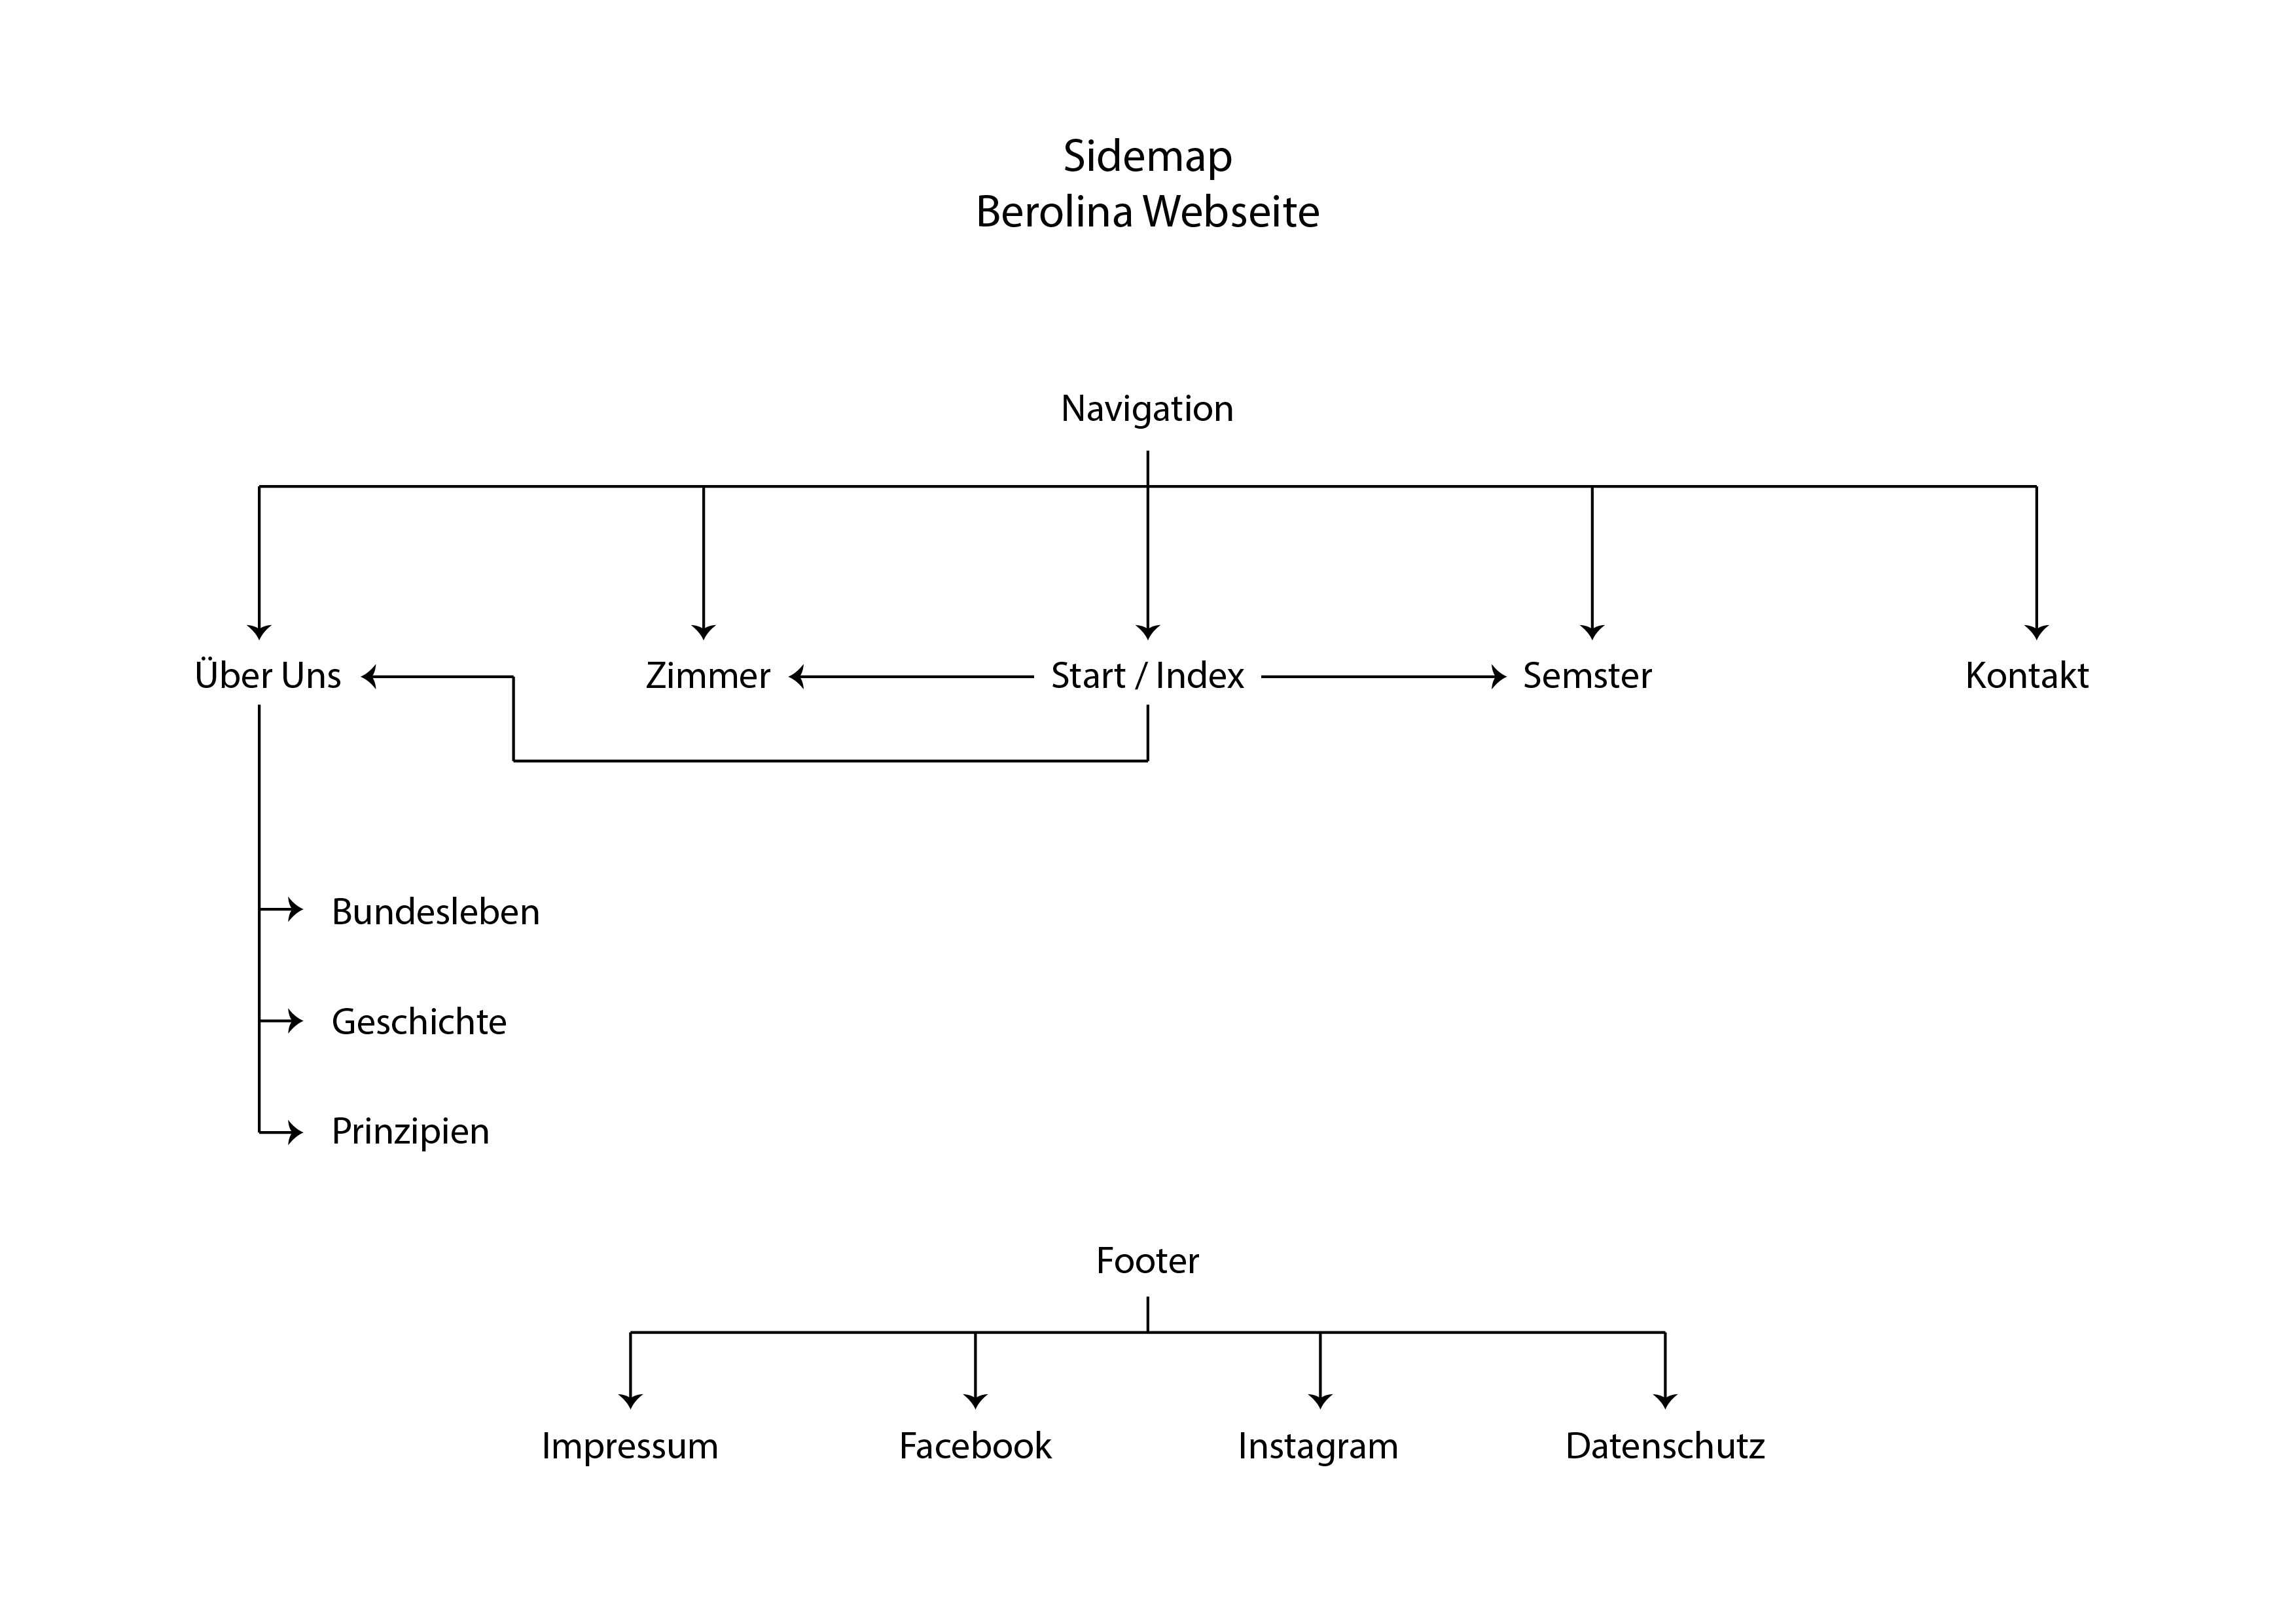 Sidemap
Berolina Webseite
Navigation
Über Uns
Zimmer
Start / Index
Semster
Kontakt
Bundesleben
Geschichte
Prinzipien
Footer
Impressum
Facebook
Instagram
Datenschutz